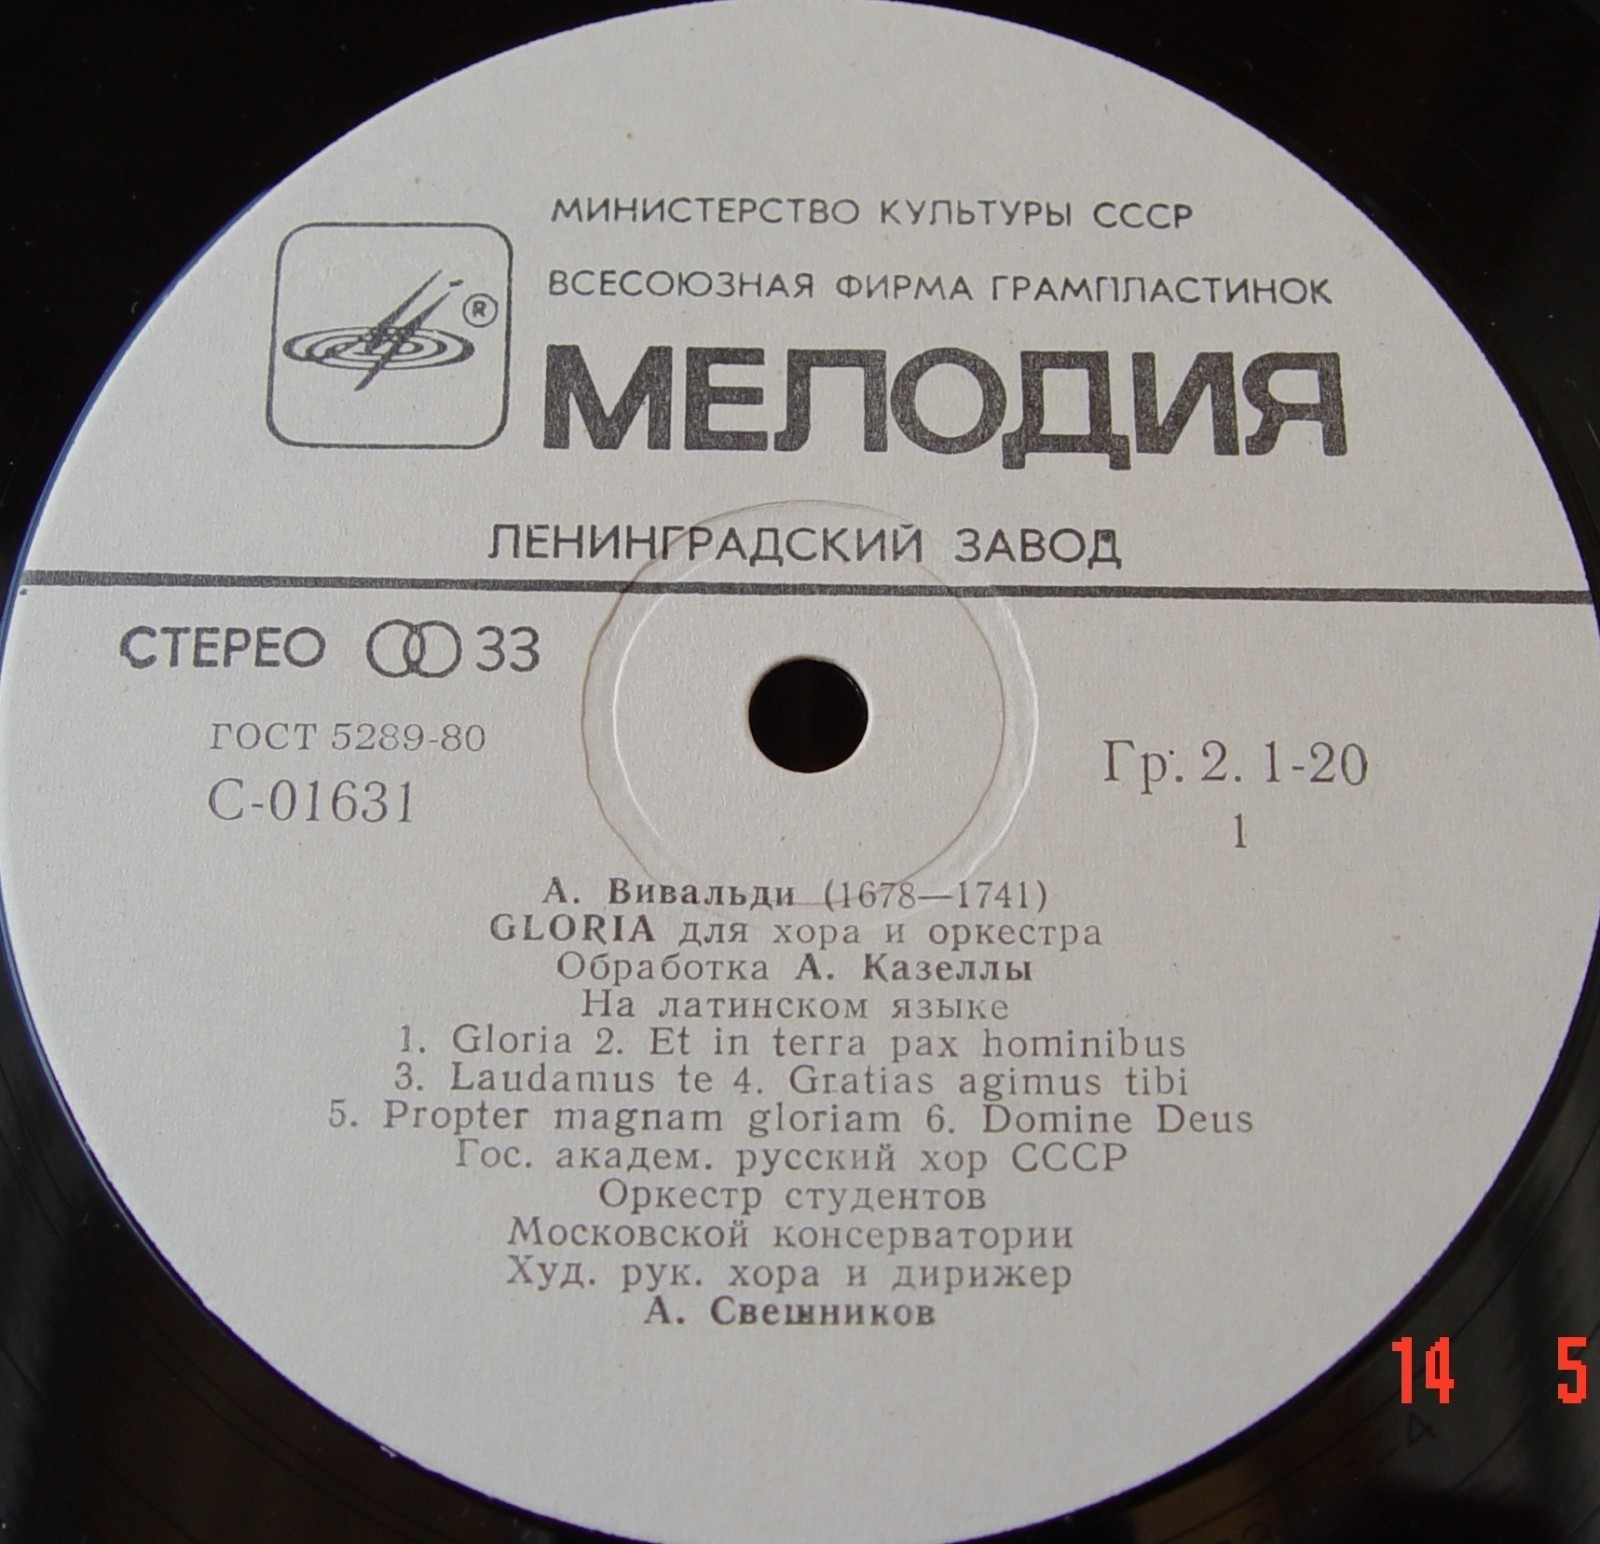 МИНИСТЕРСТВО КУЛЬТУРЫ СССР
ВСЕСОЮЗНАЯ ФИРМА ГРАМПЛАСТИНОК
®
МЕЛОДИЯ
ЛЕНИНГРАДСКИЙ ЗАВОД
СТЕРЕО 33
ГОСТ 5289-80
С-01631
Гр. 2. 1-20
1
А. Вивальди (1678—1741)
GLORIA для хора и оркестра
Обработка А. Казеллы
На латинском языке
1. Gloria 2. Et in terra pax hominibus
3. Laudamus te 4. Gratias agimus tibi
5. Propter magnam gloriam 6. Domine Deus
Гос. академ. русский хор СССР
Оркестр студентов
Московской консерватории
Худ. рук. хора и дирижер
А. Свешников
14 5